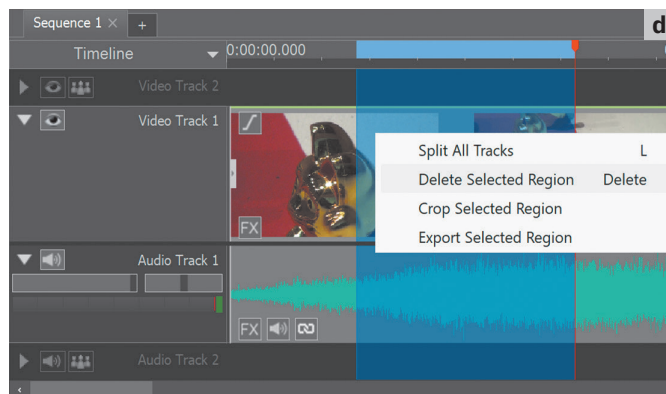 Sequence 1 × +
d
Timeline 0:00:00.000
Video Track 2
Video Track 1
Split All Tracks L
Delete Selected Region Delete
Crop Selected Region
Export Selected Region
FX
Audio Track 1
FX
Audio Track 2